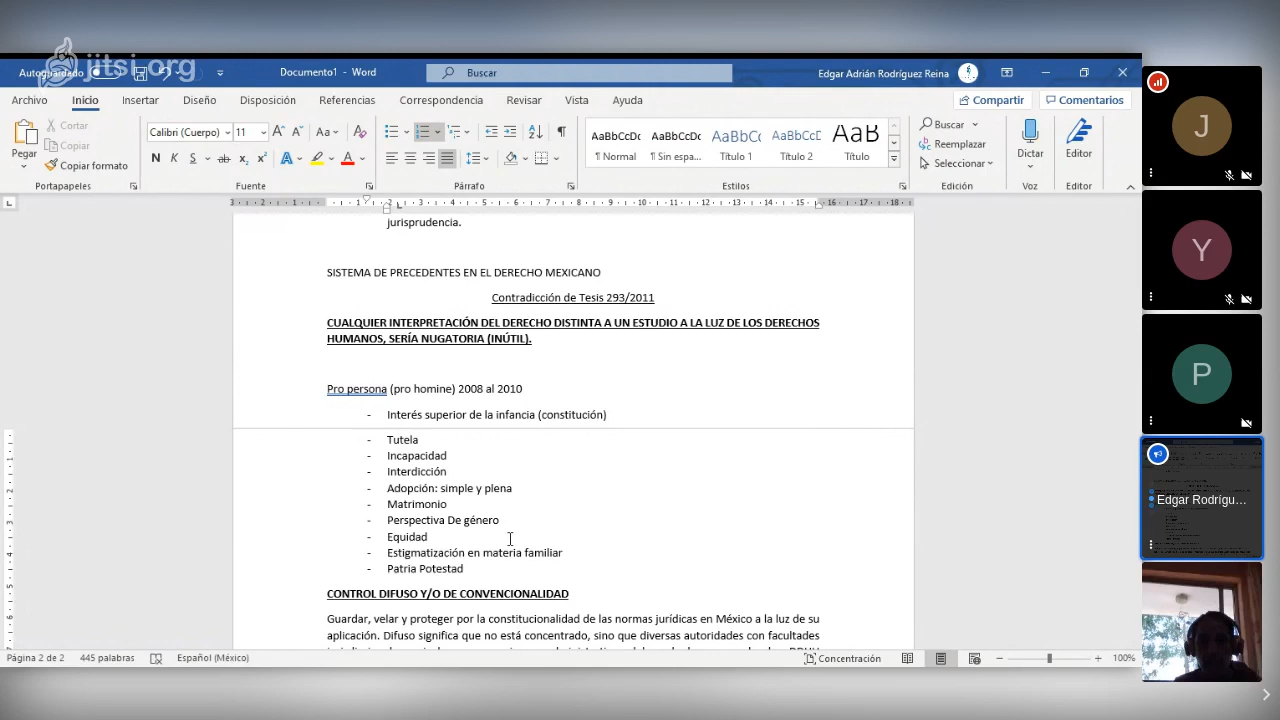 jitsi.org
Autoguardado
Documento1 - Word
Buscar
Edgar Adrián Rodríguez Reina
Archivo Inicio Insertar Diseño Disposición Referencias Correspondencia Revisar Vista Ayuda
Compartir
Comentarios
Pegar
Cortar
Copiar
Copiar formato
Portapapeles
Calibri (Cuerpo) 11
Fuente
Párrafo
AaBbCcDc AaBbCcDc AaBbCc AaBbCcD AaB
¶ Normal ¶ Sin espa... Título 1 Título 2 Título
Estilos
Buscar
Reemplazar
Seleccionar
Edición
Dictar
Voz
Editor
Editor
jurisprudencia.
SISTEMA DE PRECEDENTES EN EL DERECHO MEXICANO
Contradicción de Tesis 293/2011
CUALQUIER INTERPRETACIÓN DEL DERECHO DISTINTA A UN ESTUDIO A LA LUZ DE LOS DERECHOS
HUMANOS, SERÍA NUGATORIA (INÚTIL).
Pro persona (pro homine) 2008 al 2010
- Interés superior de la infancia (constitución)
- Tutela
- Incapacidad
- Interdicción
- Adopción: simple y plena
- Matrimonio
- Perspectiva De género
- Equidad
- Estigmatización en materia familiar
- Patria Potestad
CONTROL DIFUSO Y/O DE CONVENCIONALIDAD
Guardar, velar y proteger por la constitucionalidad de las normas jurídicas en México a la luz de su
aplicación. Difuso significa que no está concentrado, sino que diversas autoridades con facultades
Página 2 de 2 445 palabras Español (México)
Concentración
100%
J
Y
P
Edgar Rodrígu...